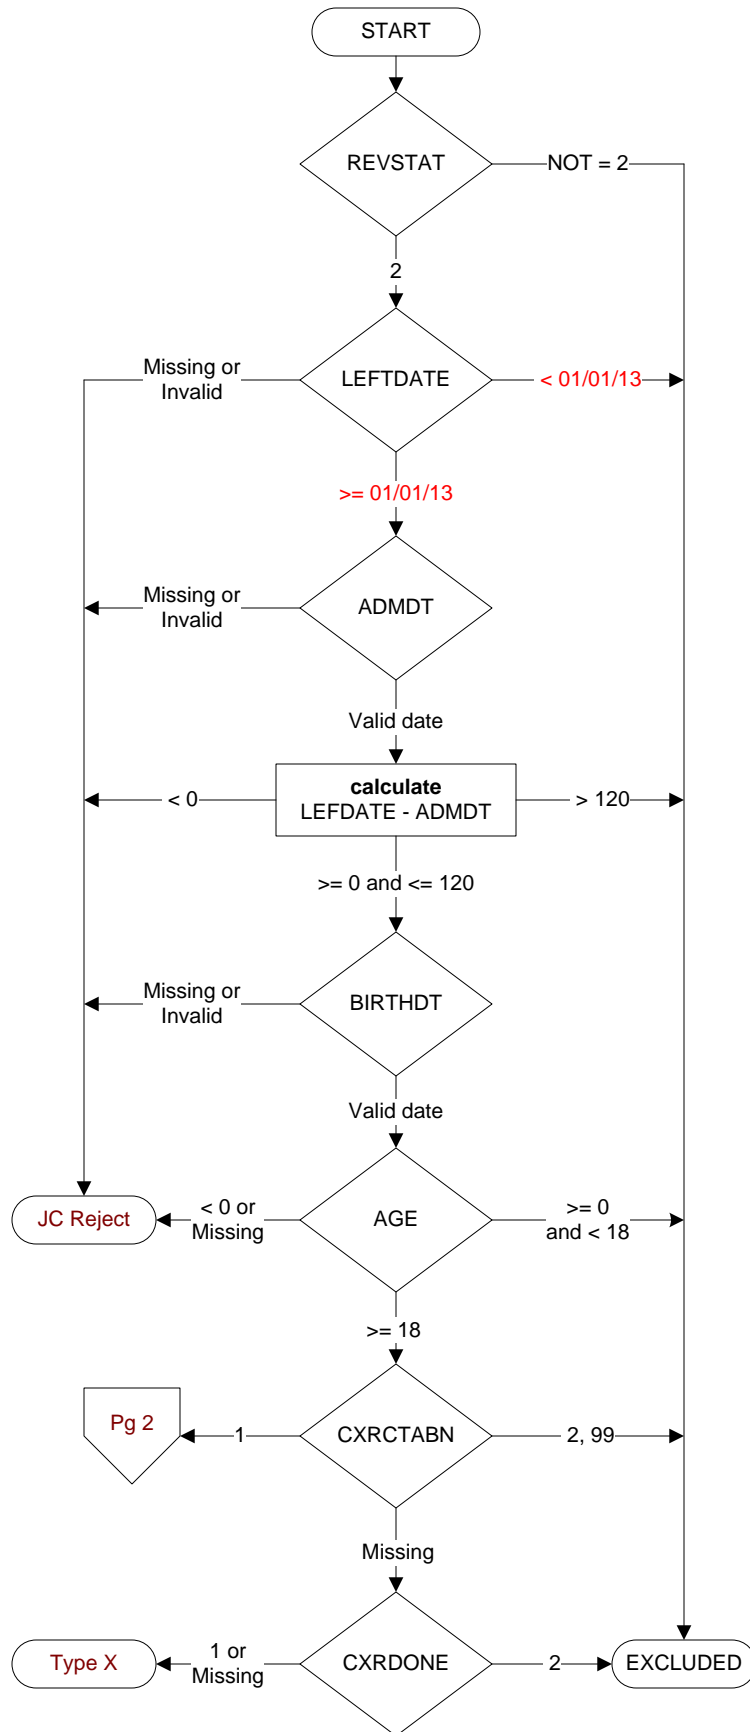 START
REVSTAT
NOT = 2
2
Missing or
Invalid
LEFTDATE
< 01/01/13
>= 01/01/13
Missing or
Invalid
ADMDT
Valid date
< 0
calculate
LEFDATE - ADMDT
> 120
>= 0 and <= 120
Missing or
Invalid
BIRTHDT
Valid date
JC Reject
< 0 or
Missing
AGE
>= 0
and < 18
>= 18
Pg 2
1
CXRCTABN
2, 99
Missing
Type X
1 or
Missing
CXRDONE
2
EXCLUDED